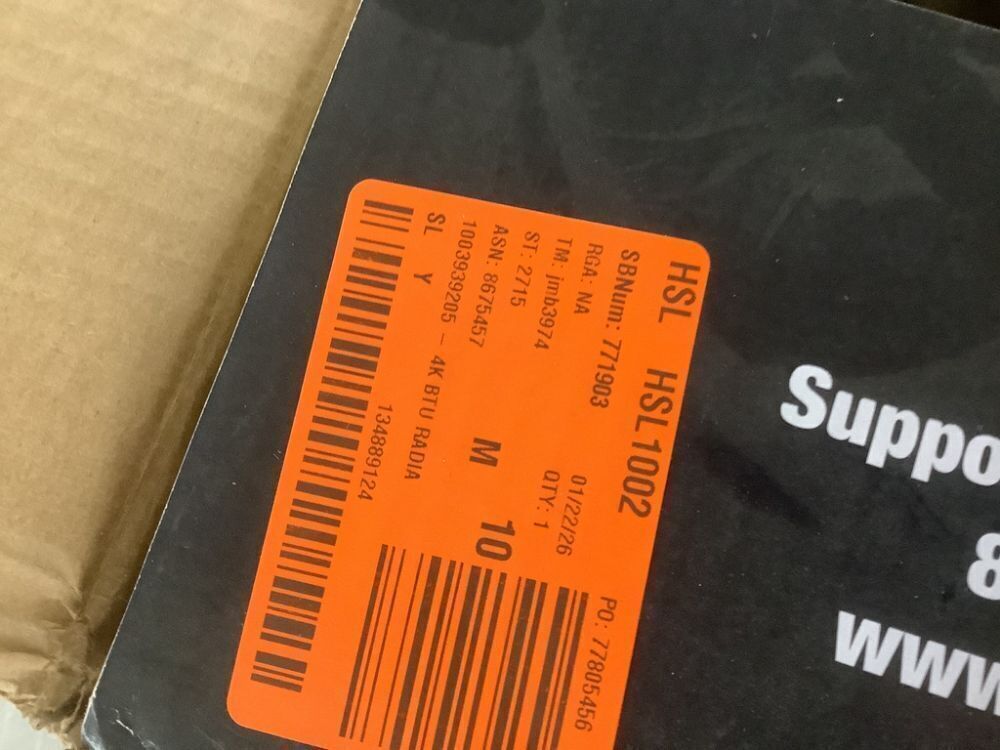 HSL HSL1002
SBNum: 771903
RGA: NA 01/22/26 PO: 77805456
TM: jmb3974 QTY: 1
ST: 2715
ASN: 8675457 M 10
1003939205 - 4K BTU RADIA
SL Y
134889124
Suppo
8
www